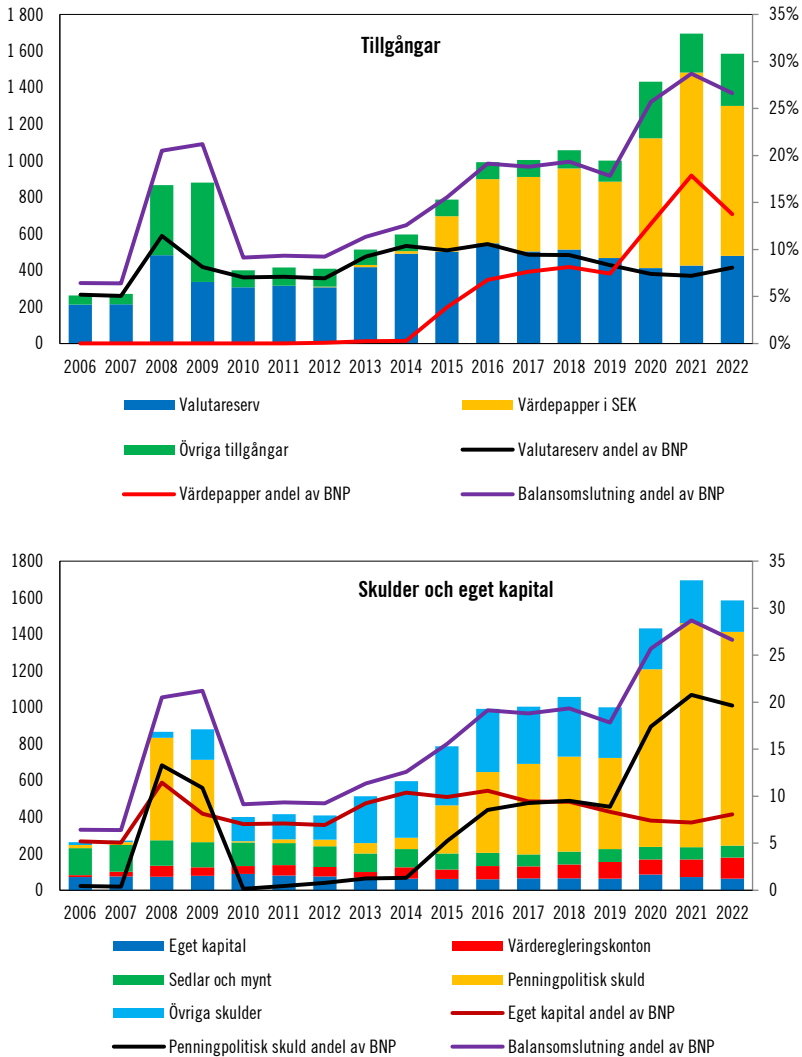 Tillgångar
1 800
1 600
1 400
1 200
1 000
800
600
400
200
0
35%
30%
25%
20%
15%
10%
5%
0%
2006 2007 2008 2009 2010 2011 2012 2013 2014 2015 2016 2017 2018 2019 2020 2021 2022
Valutareserv
Värdepapper i SEK
Övriga tillgångar
Valutareserv andel av BNP
Värdepapper andel av BNP
Balansomslutning andel av BNP
Skulder och eget kapital
1800
1600
1400
1200
1000
800
600
400
200
0
35
30
25
20
15
10
5
0
2006 2007 2008 2009 2010 2011 2012 2013 2014 2015 2016 2017 2018 2019 2020 2021 2022
Eget kapital
Värderegleringskonton
Sedlar och mynt
Penningpolitisk skuld
Övriga skulder
Eget kapital andel av BNP
Penningpolitisk skuld andel av BNP
Balansomslutning andel av BNP